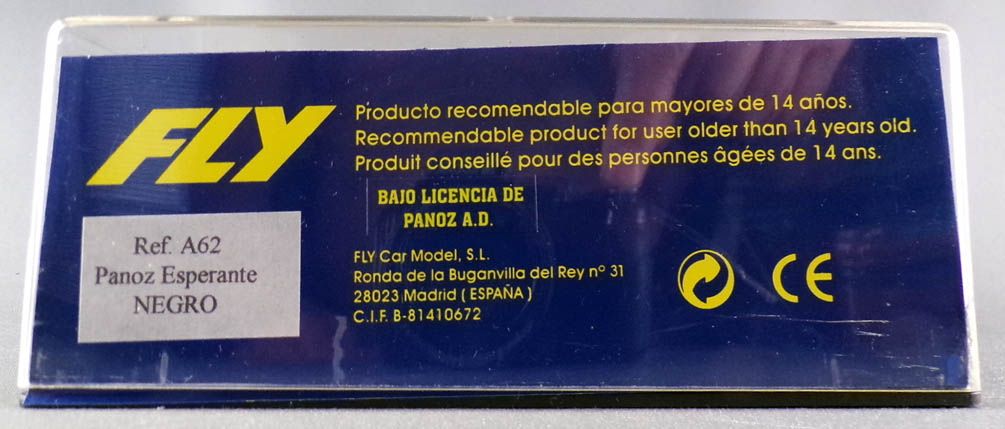 FLY
Producto recomendable para mayores de 14 años.
Recommendable product for user older than 14 years old.
Produit conseillé pour des personnes âgées de 14 ans.
BAJO LICENCIA DE
PANOZ A.D.
Ref. A62
Panoz Esperante
NEGRO
FLY Car Model, S.L.
Ronda de la Buganvilla del Rey nº 31
28023 Madrid ( ESPAÑA )
C.I.F. B-81410672
CE